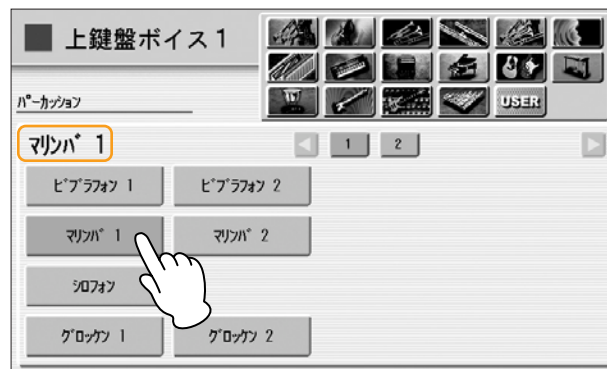 上鍵盤ボイス1
USER
パーカッション
マリンバ 1
1 2
ビブラフォン 1 ビブラフォン 2
マリンバ 1 マリンバ 2
シロフォン
グロッケン 1 グロッケン 2